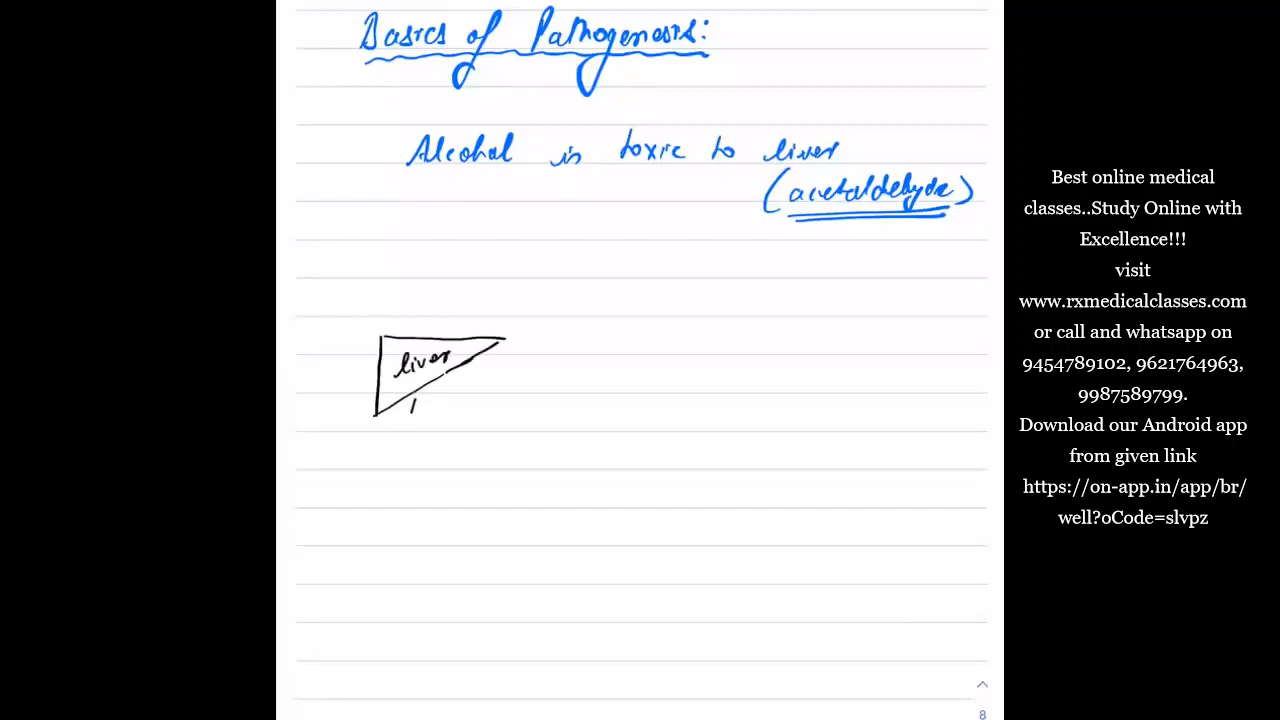 Basics of Pathogenesis:
Alcohol is toxic to liver
(acetaldehyde)
liver
Best online medical
classes..Study Online with
Excellence!!!
visit
www.rxmedicalclasses.com
or call and whatsapp on
9454789102, 9621764963,
9987589799.
Download our Android app
from given link
https://on-app.in/app/br/
well?oCode=slvpz
8